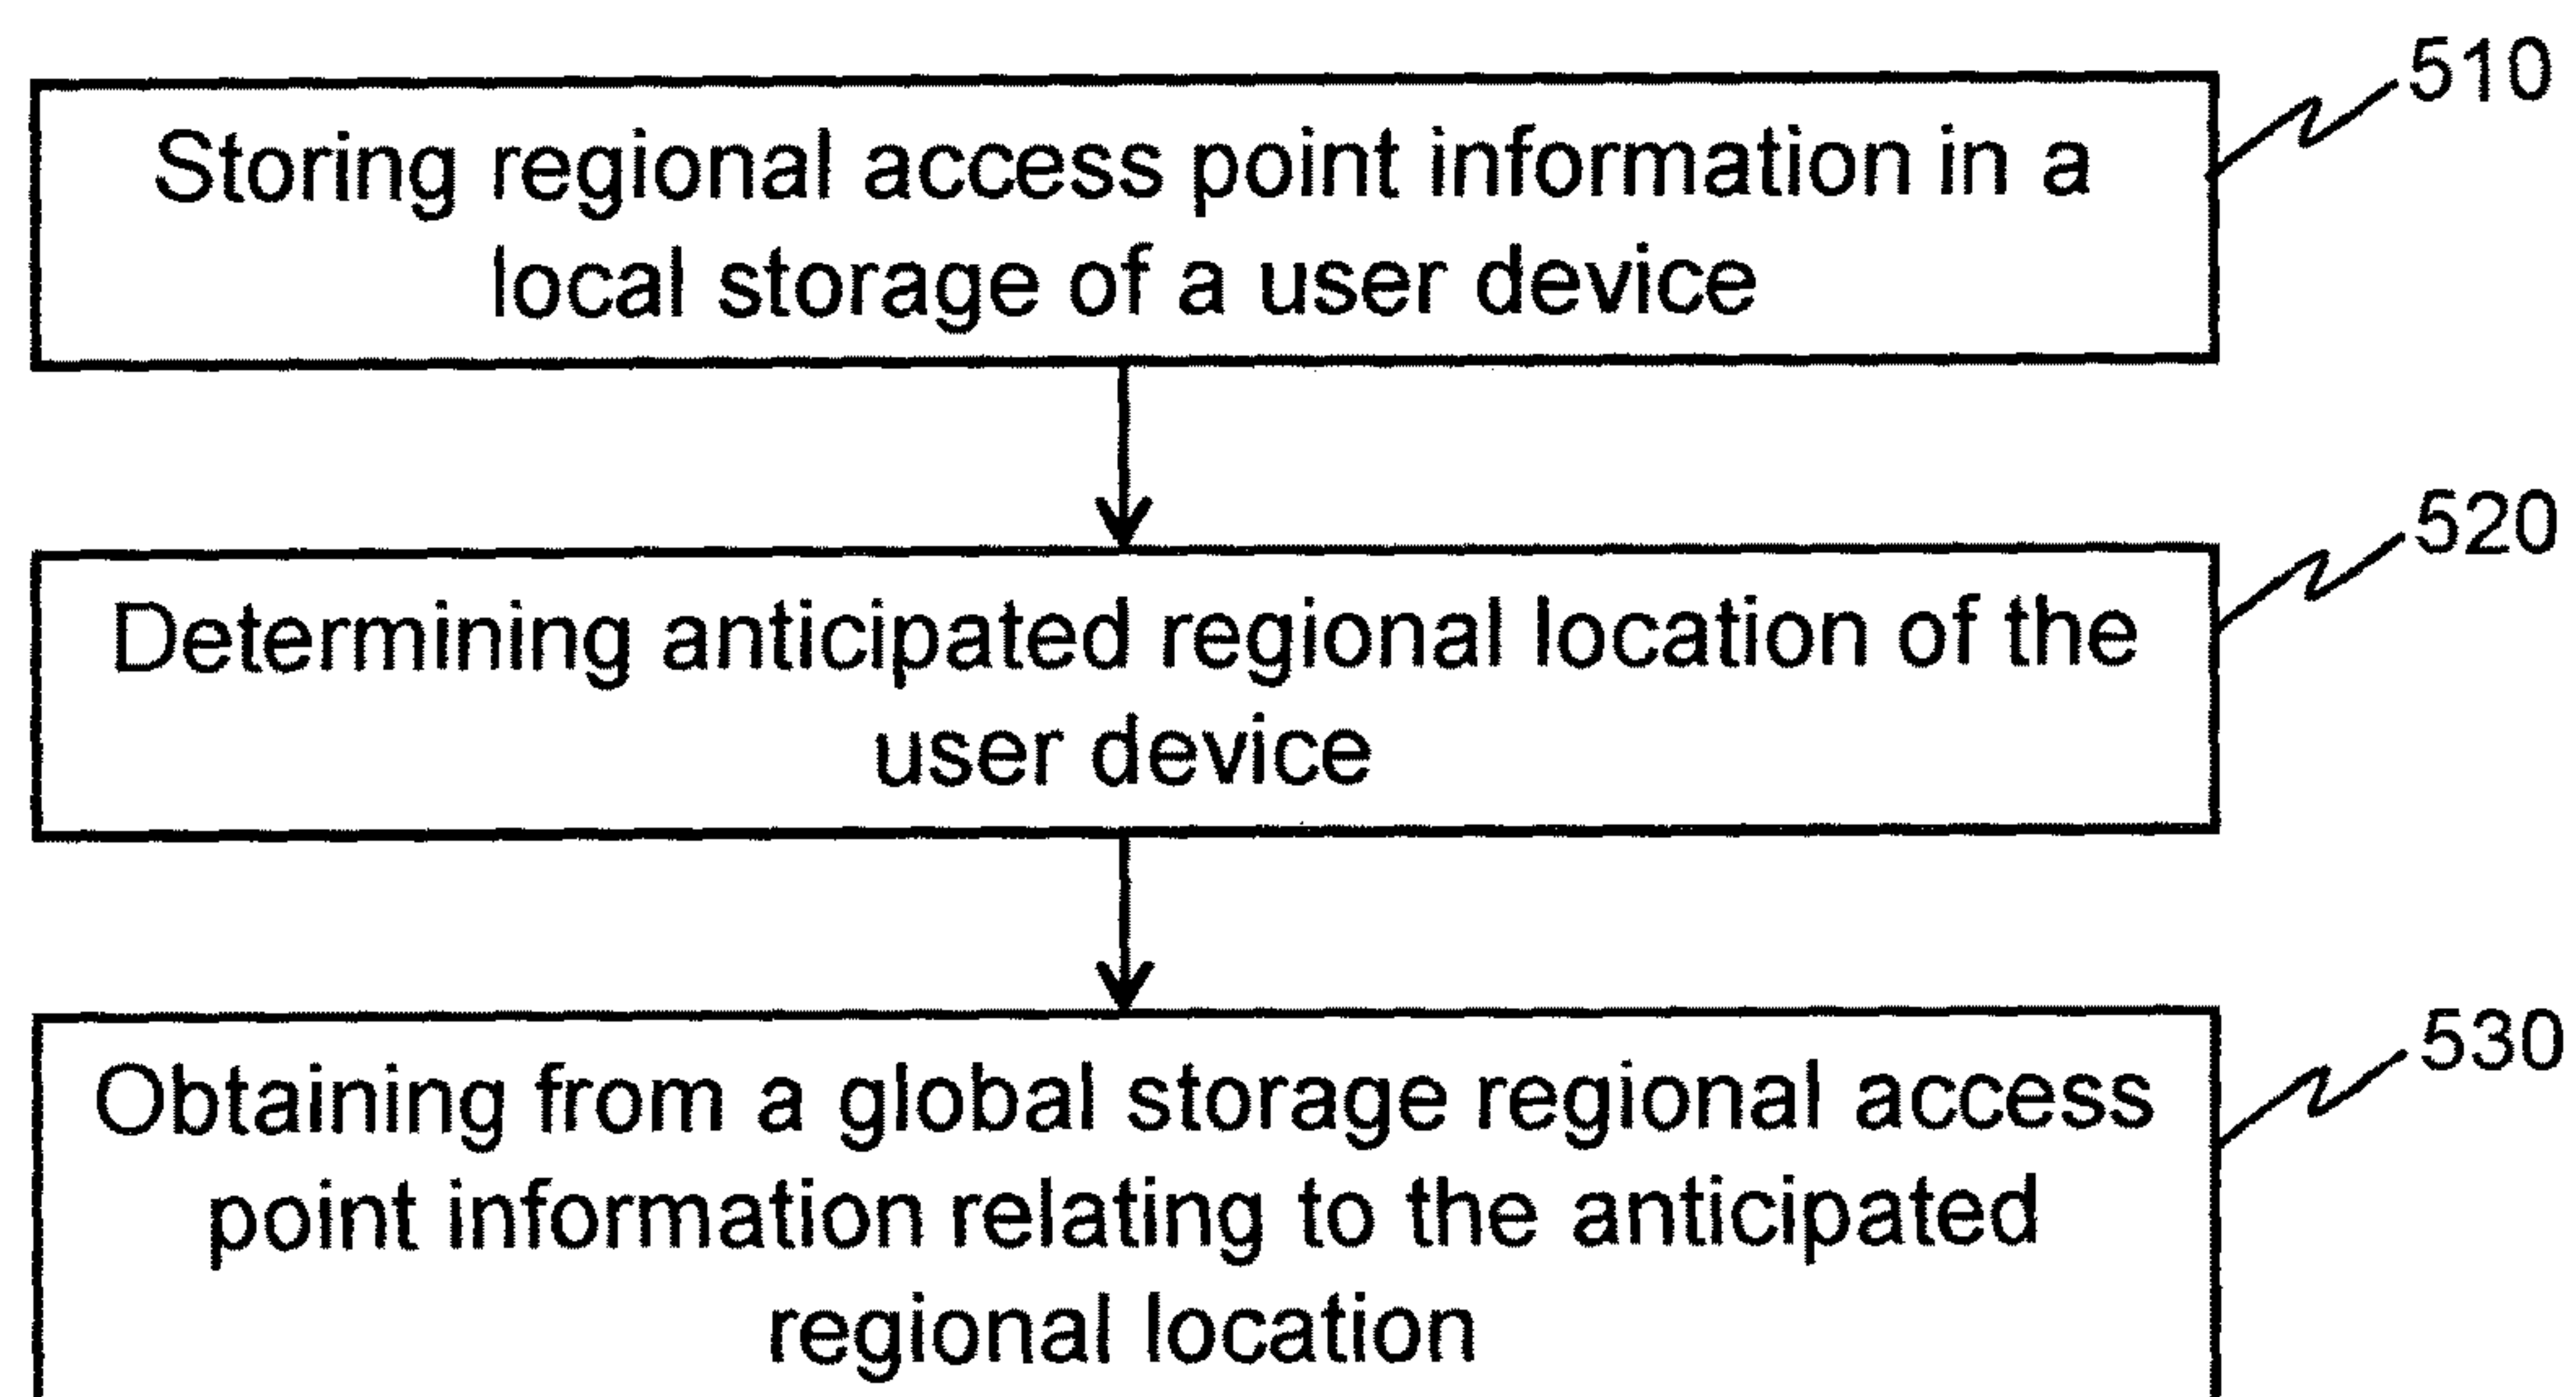 510
Storing regional access point information in a
local storage of a user device
520
Determining anticipated regional location of the
user device
530
Obtaining from a global storage regional access
point information relating to the anticipated
regional location